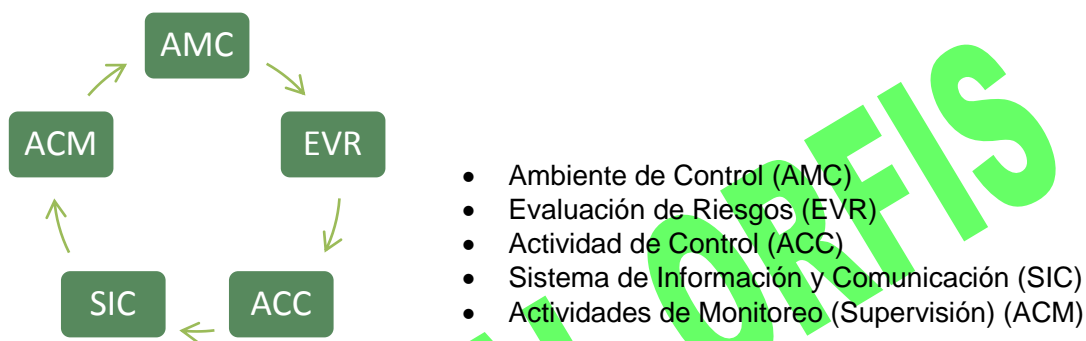 AMC
ACM
EVR
SIC
ACC
• Ambiente de Control (AMC)
• Evaluación de Riesgos (EVR)
• Actividad de Control (ACC)
• Sistema de Información y Comunicación (SIC)
• Actividades de Monitoreo (Supervisión) (ACM)
ORFIS